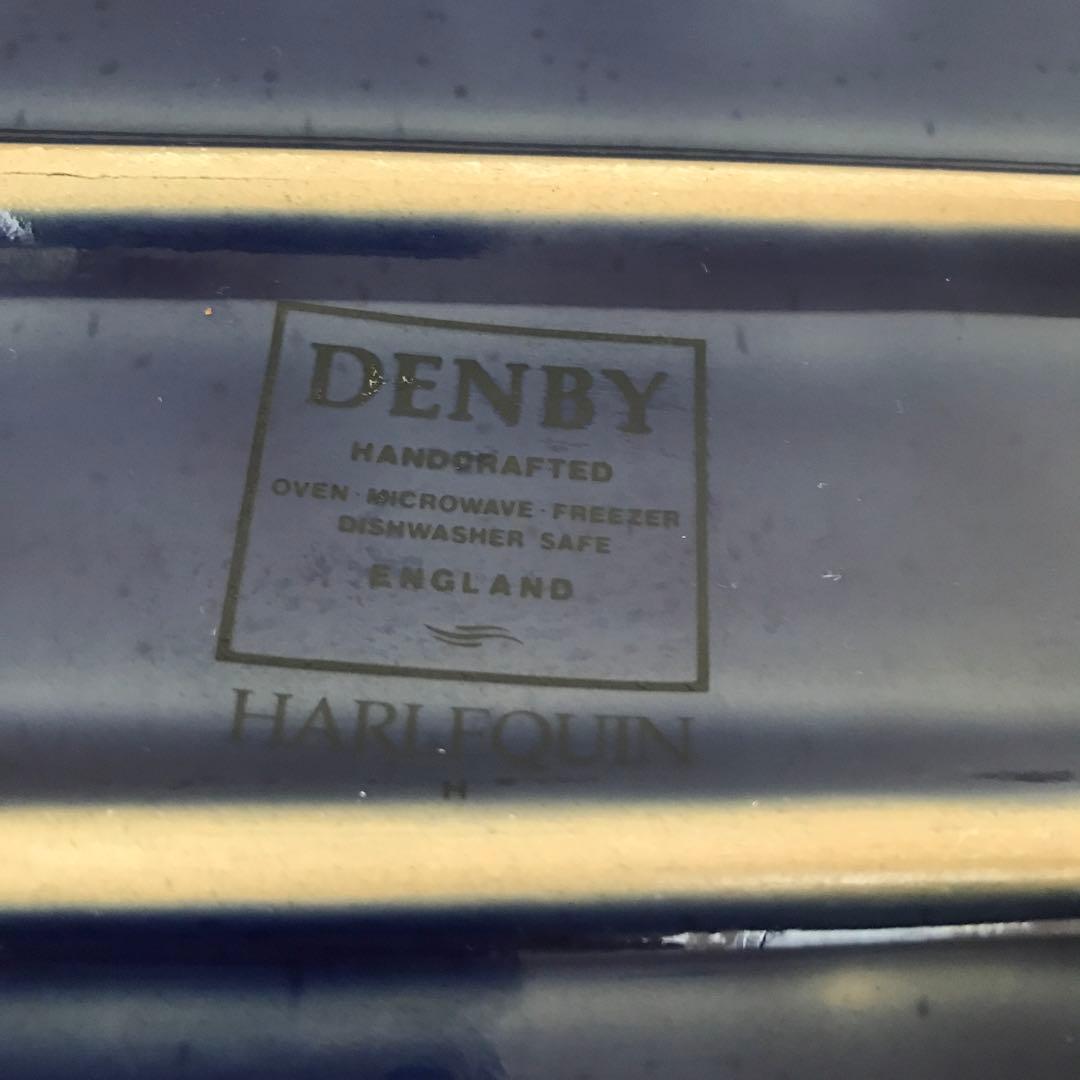 DENBY
HANDCRAFTED
OVEN · MICROWAVE · FREEZER
DISHWASHER SAFE
ENGLAND
HARLEQUIN
H